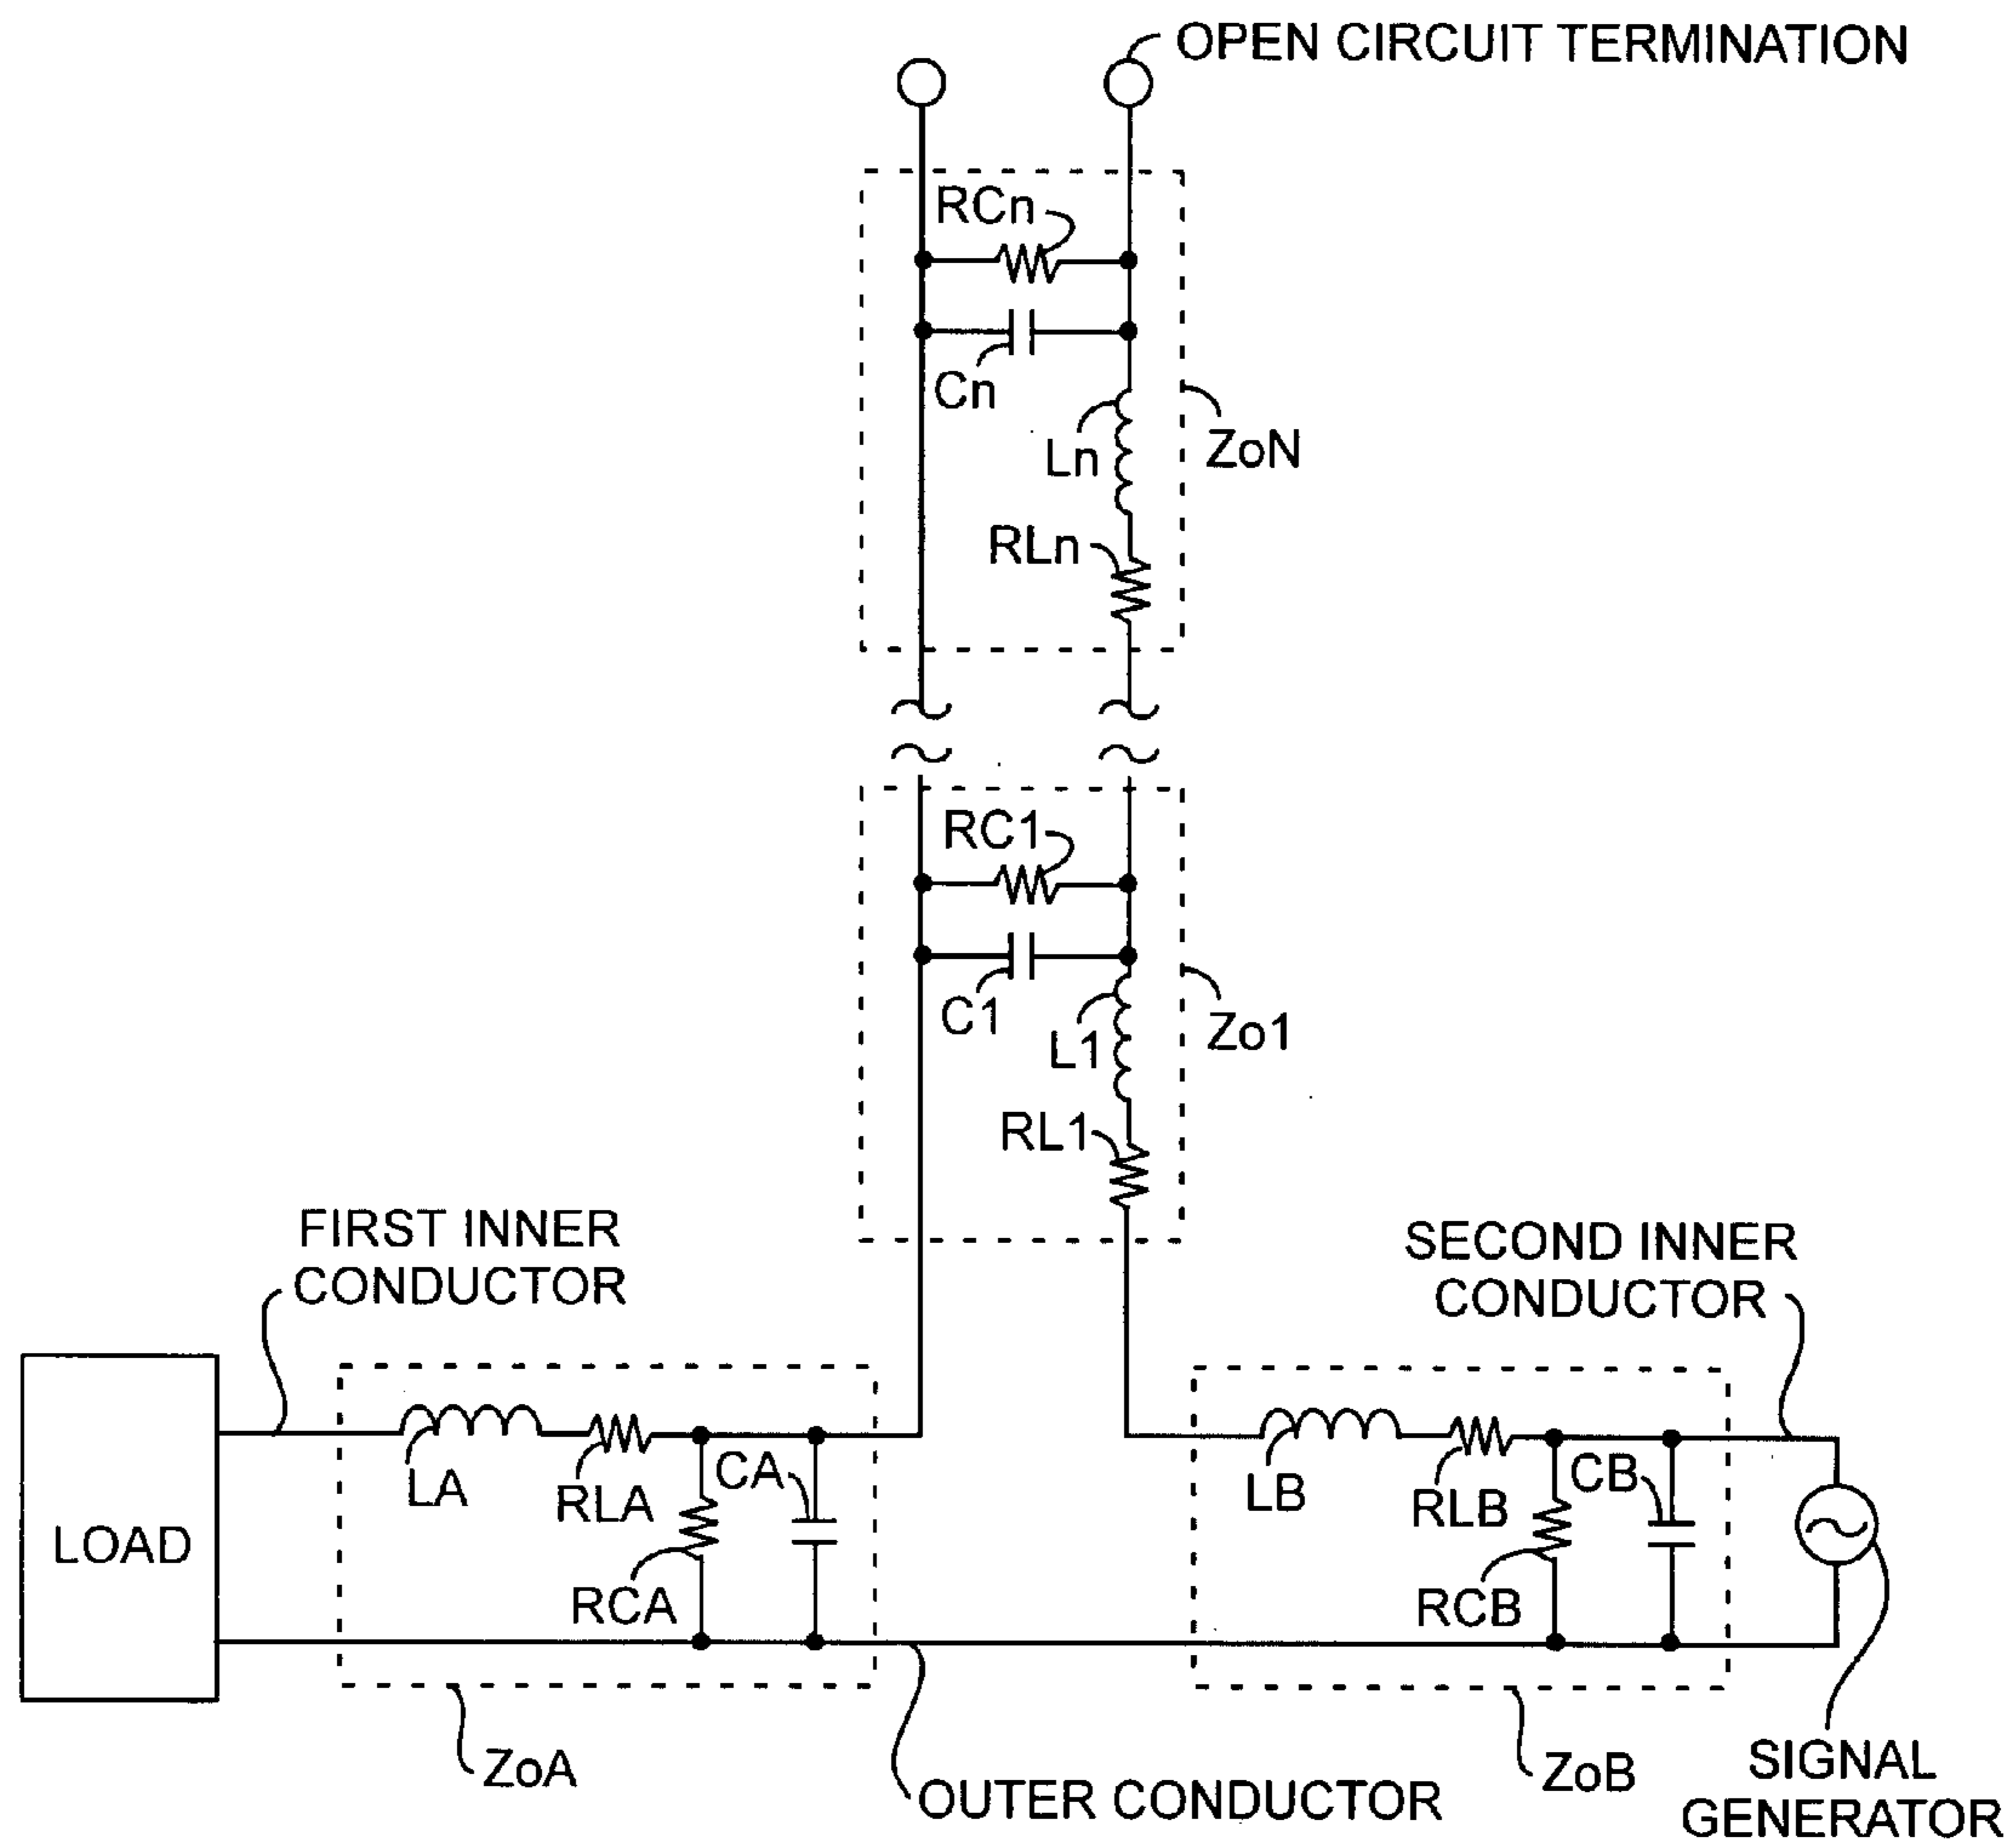 OPEN CIRCUIT TERMINATION
RCn
Cn
Ln
ZoN
RLn
RC1
C1
L1
Zo1
RL1
FIRST INNER
CONDUCTOR
SECOND INNER
CONDUCTOR
LOAD
LA
RLA
CA
RCA
LB
RLB
CB
RCB
ZoA
OUTER CONDUCTOR
ZoB
SIGNAL
GENERATOR